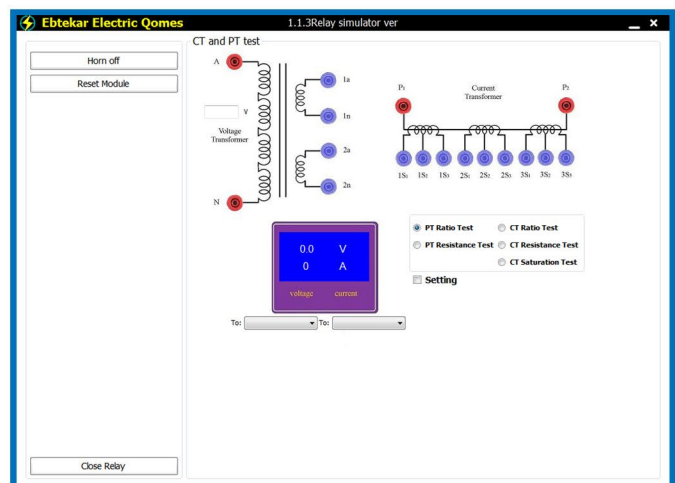 Ebtekar Electric Qomes
1.1.3Relay simulator ver
Horn off
Reset Module
Close Relay
CT and PT test
A
1a
V
1n
Voltage
Transformer
2a
2n
N
P1
Current
Transformer
P2
1S1 1S2 1S3 2S1 2S2 2S3 3S1 3S2 3S3
0.0 V
0 A
voltage current
To: To:
PT Ratio Test CT Ratio Test
PT Resistance Test CT Resistance Test
CT Saturation Test
Setting